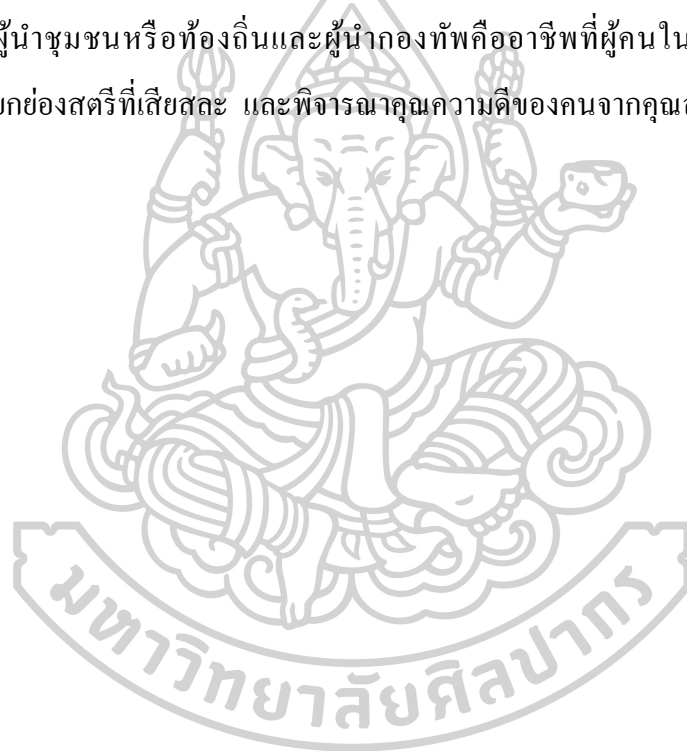 ผู้นำชุมชนหรือท้องถิ่นและผู้นำกองทัพคืออาชีพที่ผู้คนใน
ยกย่องสตรีที่เสียสละ และพิจารณาคุณความดีของคนจาก
มหาวิทยาลัยศิลปากร